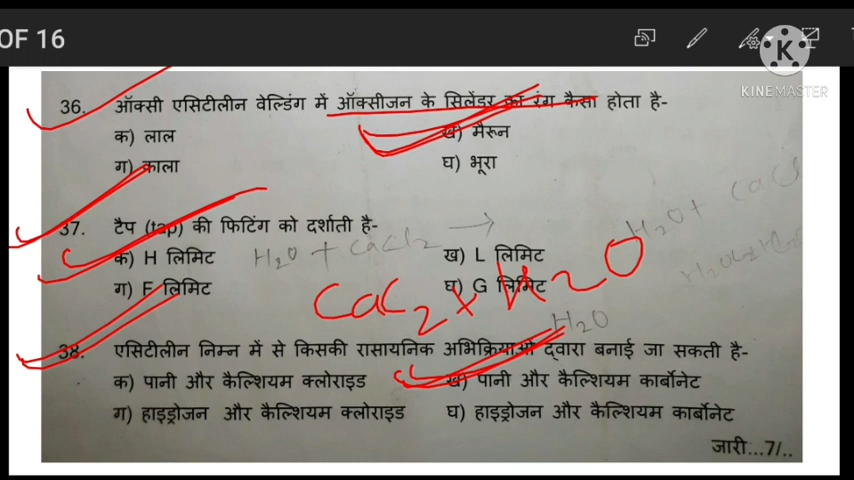 OF 16
K
KINEMASTER
36. ऑक्सी एसिटीलीन वेल्डिंग में ऑक्सीजन के सिलेंडर का रंग कैसा होता है-
क) लाल ख) मैरून
ग) काला घ) भूरा
37. टैप (tap) की फिटिंग को दर्शाती है-
क) H लिमिट ख) L लिमिट
H₂O + CaCl₂ →
H₂O +
ग) F लिमिट घ) G लिमिट
CaC₂ + H2O
H₂O
38. एसिटीलीन निम्न में से किसकी रासायनिक अभिक्रियाओं द्वारा बनाई जा सकती है-
क) पानी और कैल्शियम क्लोराइड ख) पानी और कैल्शियम कार्बोनेट
ग) हाइड्रोजन और कैल्शियम क्लोराइड घ) हाइड्रोजन और कैल्शियम कार्बोनेट
जारी...7/..